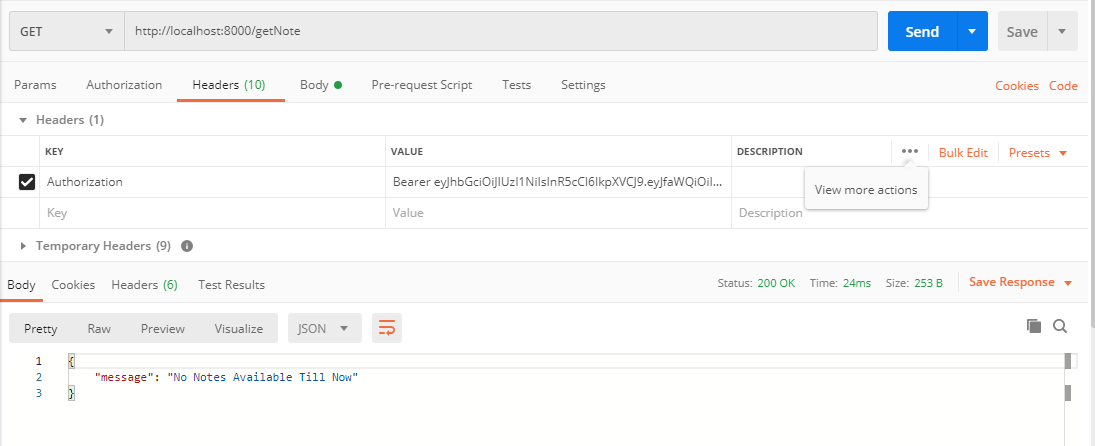 GET http://localhost:8000/getNote Send Save
Params Authorization Headers (10) Body Pre-request Script Tests Settings Cookies Code
Headers (1)
KEY VALUE DESCRIPTION ••• Bulk Edit Presets
Authorization Bearer eyJhbGciOiJIUzI1NiIsInR5cCI6IkpXVCJ9.eyJfaWQiOiI...
View more actions
Key Value Description
Temporary Headers (9) i
Body Cookies Headers (6) Test Results Status: 200 OK Time: 24ms Size: 253 B Save Response
Pretty Raw Preview Visualize JSON
1 {
2 "message": "No Notes Available Till Now"
3 }